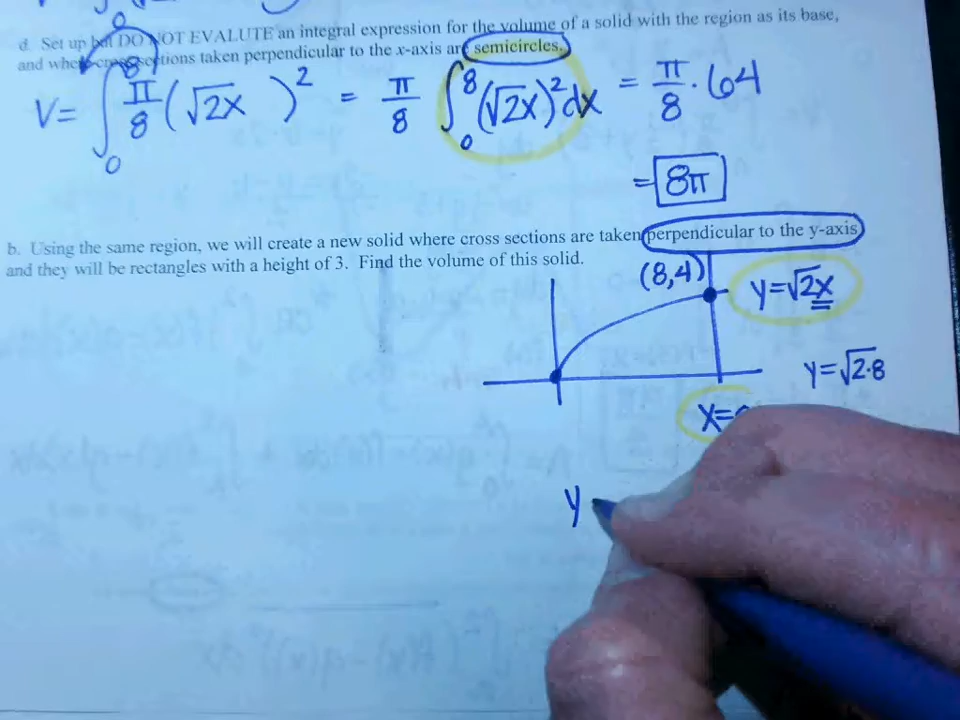 d. Set up but DO NOT EVALUTE an integral expression for the volume of a solid with the region as its base,
and where cross sections taken perpendicular to the x-axis are semicircles.
V= ∫₀⁸ π/8 (√2x )² = π/8 ∫₀⁸ (√2x)² dx = π/8 · 64
= 8π
b. Using the same region, we will create a new solid where cross sections are taken perpendicular to the y-axis
and they will be rectangles with a height of 3. Find the volume of this solid.
(8,4)
y=√2x
y=√2·8
x=
y